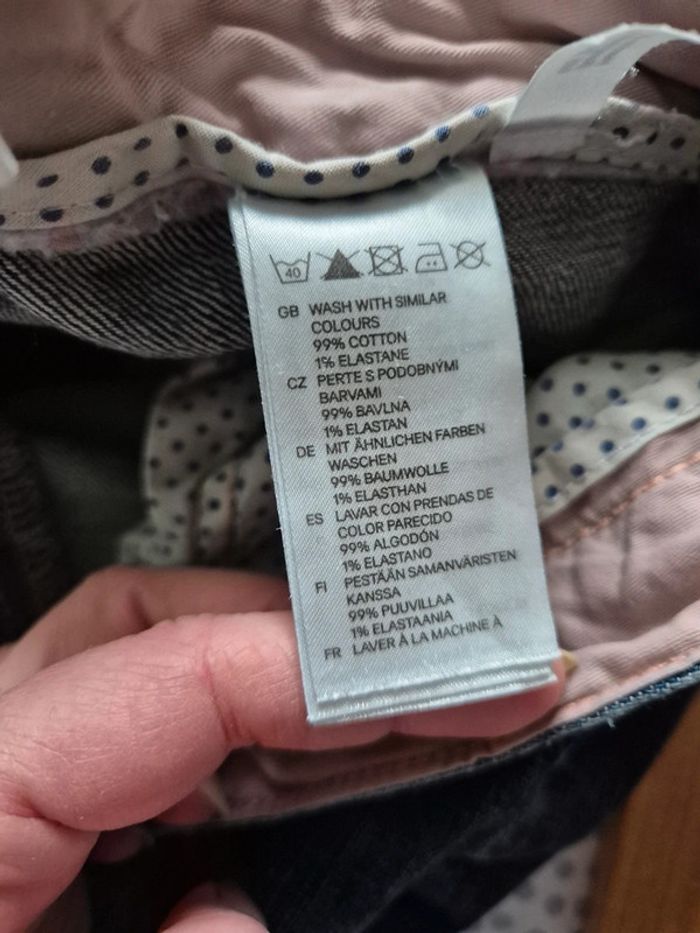 40
GB WASH WITH SIMILAR
COLOURS
99% COTTON
1% ELASTANE
CZ PERTE S PODOBNÝMI
BARVAMI
99% BAVLNA
1% ELASTAN
DE MIT ÄHNLICHEN FARBEN
WASCHEN
99% BAUMWOLLE
1% ELASTHAN
ES LAVAR CON PRENDAS DE
COLOR PARECIDO
99% ALGODÓN
1% ELASTANO
FI PESTÄÄN SAMANVÄRISTEN
KANSSA
99% PUUVILLAA
1% ELASTAANIA
FR LAVER À LA MACHINE À